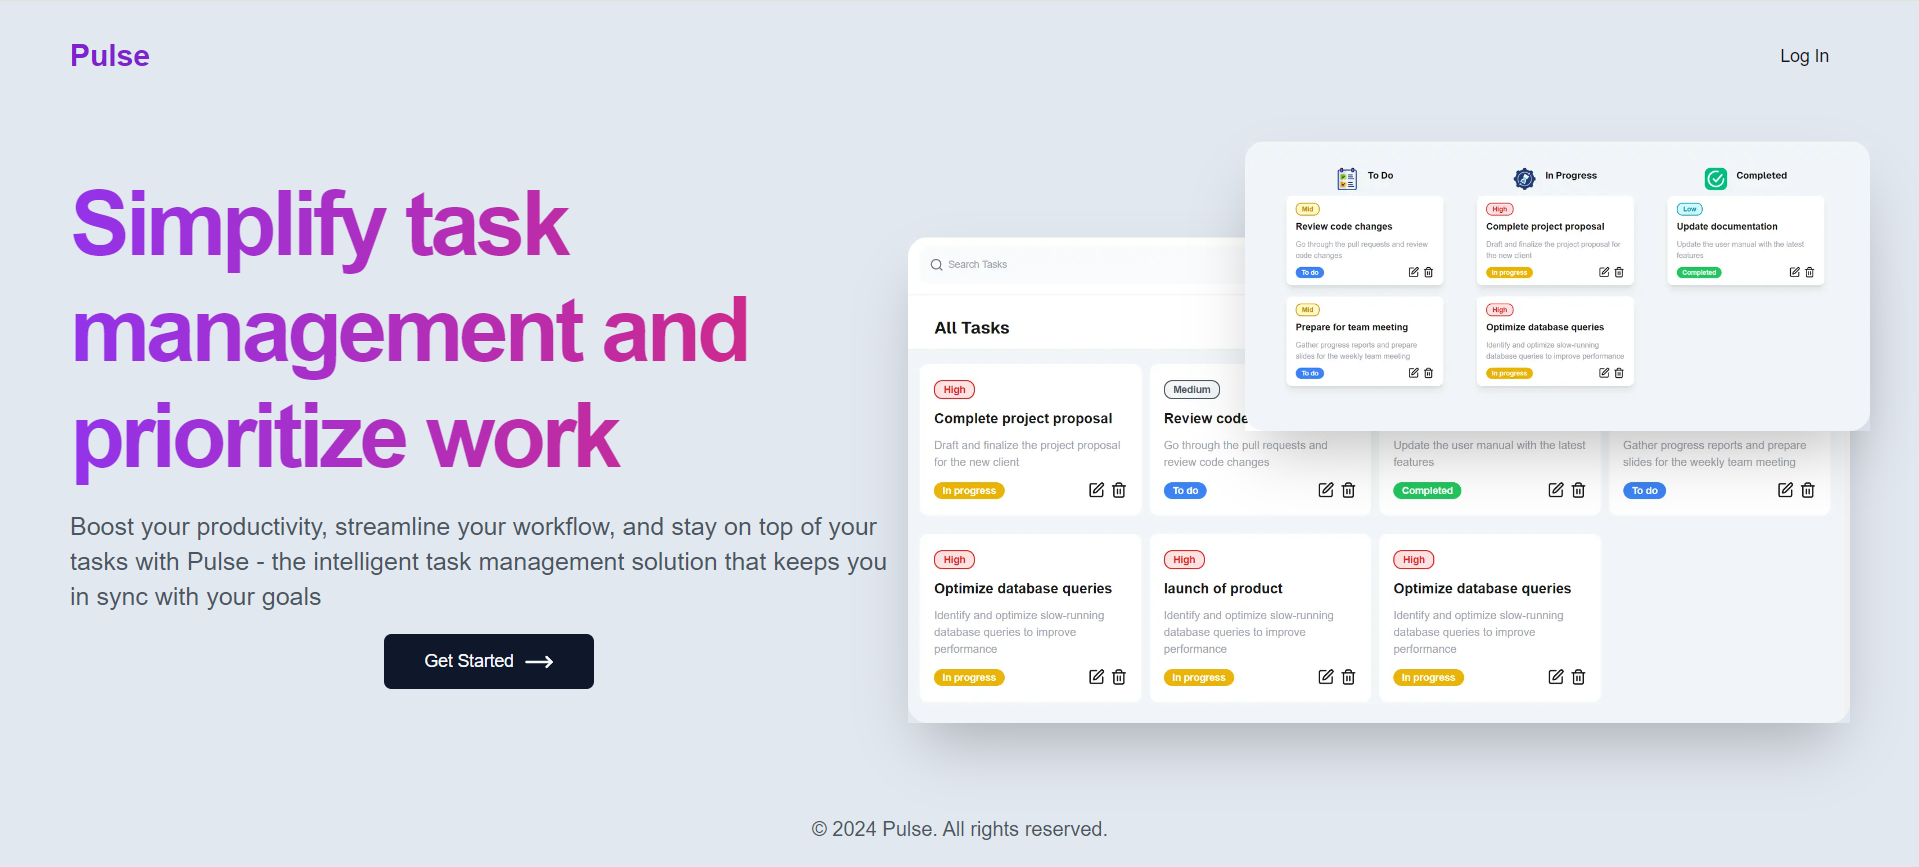 Pulse
Log In
Simplify task
management and
prioritize work
Boost your productivity, streamline your workflow, and stay on top of your
tasks with Pulse - the intelligent task management solution that keeps you
in sync with your goals
Get Started
To Do
In Progress
Completed
Mid
Review code changes
Go through the pull requests and review
code changes
To do
High
Complete project proposal
Draft and finalize the project proposal for
the new client
In progress
Low
Update documentation
Update the user manual with the latest
features
Completed
Mid
Prepare for team meeting
Gather progress reports and prepare
slides for the weekly team meeting
To do
High
Optimize database queries
Identify and optimize slow-running
database queries to improve performance
In progress
Search Tasks
All Tasks
High
Complete project proposal
Draft and finalize the project proposal
for the new client
In progress
Medium
Review code
Go through the pull requests and
review code changes
To do
Update the user manual with the latest
features
Completed
Gather progress reports and prepare
slides for the weekly team meeting
To do
High
Optimize database queries
Identify and optimize slow-running
database queries to improve
performance
In progress
High
launch of product
Identify and optimize slow-running
database queries to improve
performance
In progress
High
Optimize database queries
Identify and optimize slow-running
database queries to improve
performance
In progress
© 2024 Pulse. All rights reserved.